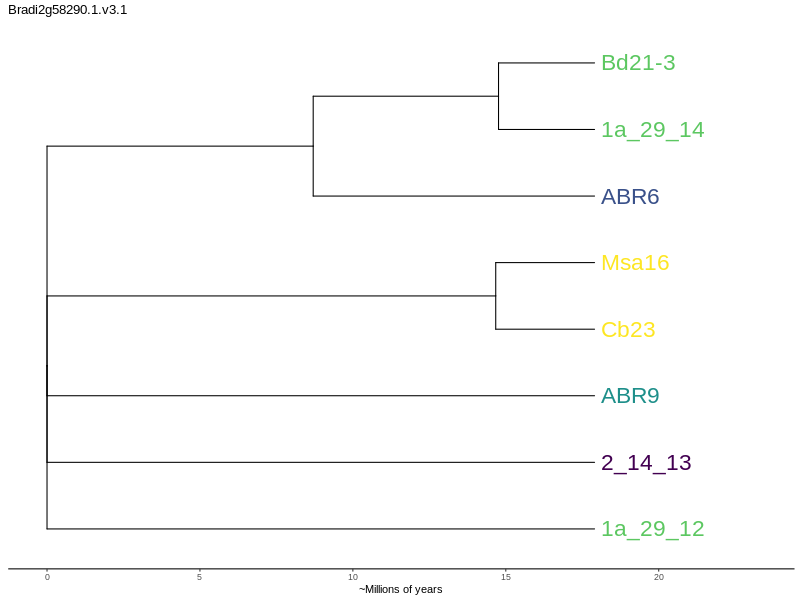 Bradi2g58290.1.v3.1
Bd21-3
1a_29_14
ABR6
Msa16
Cb23
ABR9
2_14_13
1a_29_12
0 5 10 15 20
~Millions of years